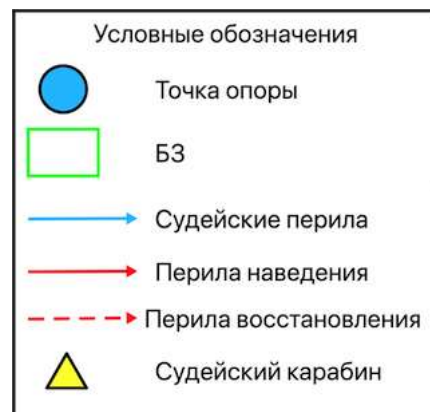 Условные обозначения
Точка опоры
БЗ
Судейские перила
Перила наведения
Перила восстановления
Судейский карабин